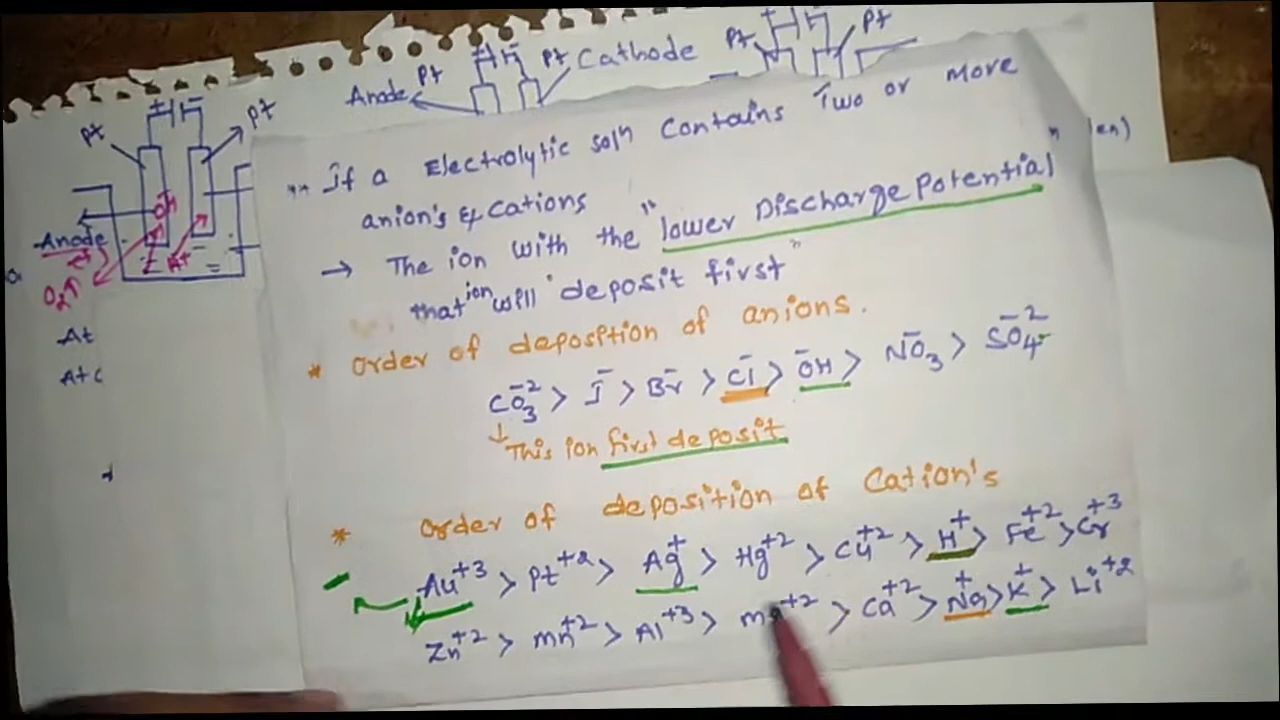 Pt Pt Cathode Pt Pt
Anode
Pt Pt
** If a Electrolytic solⁿ Contains Two or More
anion's & Cations
→ The ion with the "lower Discharge Potential"
that ion will "deposit first"
Anode
OH
O₂↑
At
At
* Order of deposition of anions.
CO₃⁻² > I⁻ > Br⁻ > Cl⁻ > OH⁻ > NO₃⁻ > SO₄⁻²
↓ This ion first deposit
* Order of deposition of Cation's
Au⁺³ > Pt⁺² > Ag⁺ > Hg⁺² > Cu⁺² > H⁺ > Fe⁺² > Cr⁺³
Zn⁺² > mn⁺² > Al⁺³ > > Ca⁺² > Na⁺ > K⁺ > Li⁺²